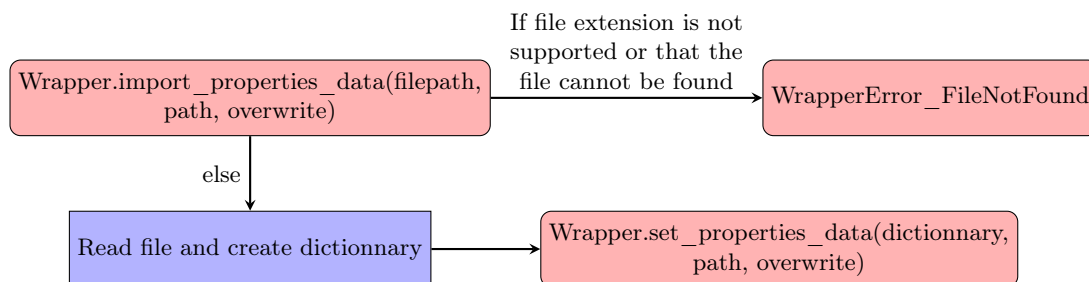 If file extension is not
supported or that the
file cannot be found
Wrapper.import_properties_data(filepath,
path, overwrite)
WrapperError_FileNotFound
else
Read file and create dictionnary
Wrapper.set_properties_data(dictionnary,
path, overwrite)